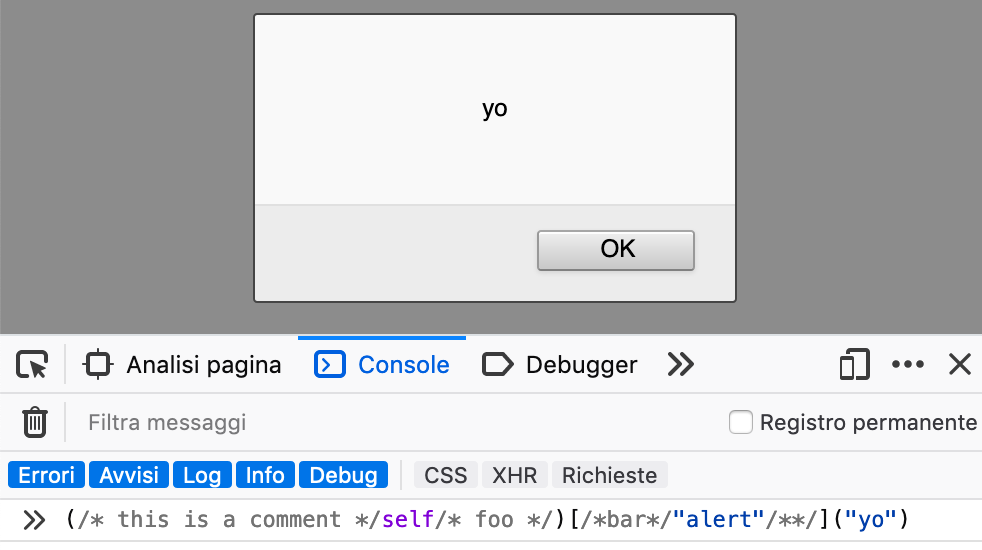 yo
OK
Analisi pagina Console Debugger
Filtra messaggi Registro permanente
Errori Avvisi Log Info Debug CSS XHR Richieste
(/* this is a comment */self/* foo */)[/*bar*/"alert"/**/]("yo")